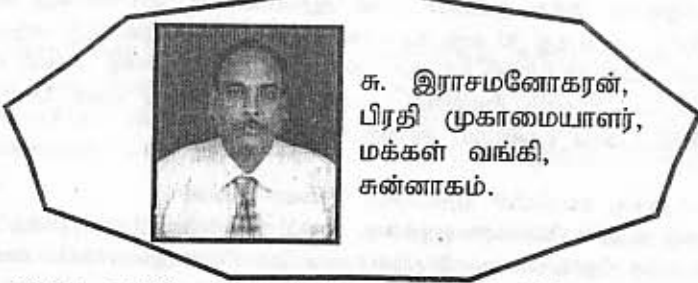 சு. இராசமனோகரன்,
பிரதி முகாமையாளர்,
மக்கள் வங்கி,
சுன்னாகம்.